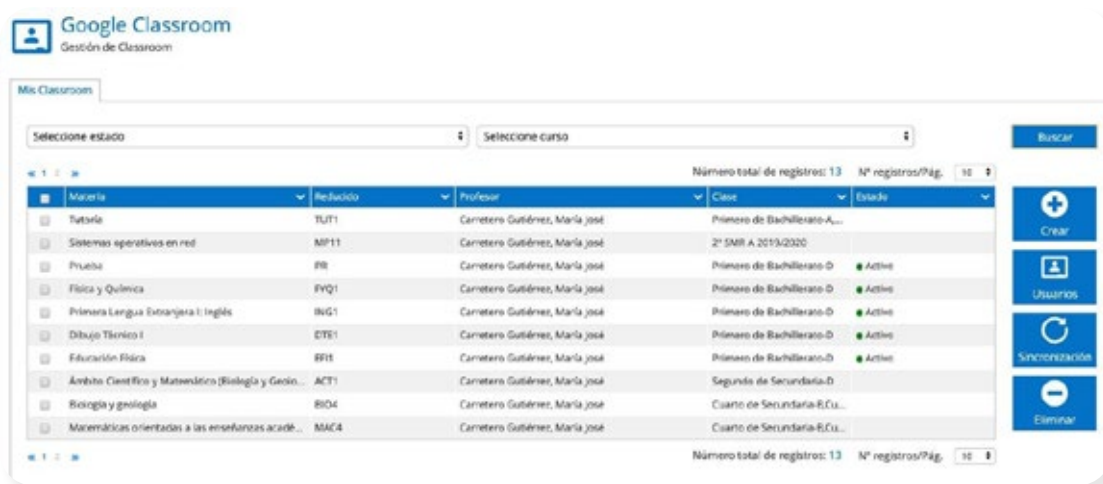 Google Classroom
Gestión de Classroom
Mis Classroom
Seleccione estado Seleccione curso Buscar
« 1 2 » Número total de registros: 13 Nº registros/Pág. 10
Materia Reducido Profesor Clase Estado
Tutoría TUT1 Carretero Gutiérrez, María José Primero de Bachillerato-A,...
Sistemas operativos en red MP11 Carretero Gutiérrez, María José 2º SMR A 2019/2020
Prueba PR Carretero Gutiérrez, María José Primero de Bachillerato-D Activo
Física y Química FYQ1 Carretero Gutiérrez, María José Primero de Bachillerato-D Activo
Primera Lengua Extranjera I: Inglés ING1 Carretero Gutiérrez, María José Primero de Bachillerato-D Activo
Dibujo Técnico I DTE1 Carretero Gutiérrez, María José Primero de Bachillerato-D Activo
Educación Física EFI1 Carretero Gutiérrez, María José Primero de Bachillerato-D Activo
Ámbito Científico y Matemático (Biología y Geolo... ACT1 Carretero Gutiérrez, María José Segundo de Secundaria-D
Biología y geología BIO4 Carretero Gutiérrez, María José Cuarto de Secundaria-B,Cu...
Matemáticas orientadas a las enseñanzas acadé... MAC4 Carretero Gutiérrez, María José Cuarto de Secundaria-B,Cu...
« 1 2 » Número total de registros: 13 Nº registros/Pág. 10
Crear
Usuarios
Sincronización
Eliminar